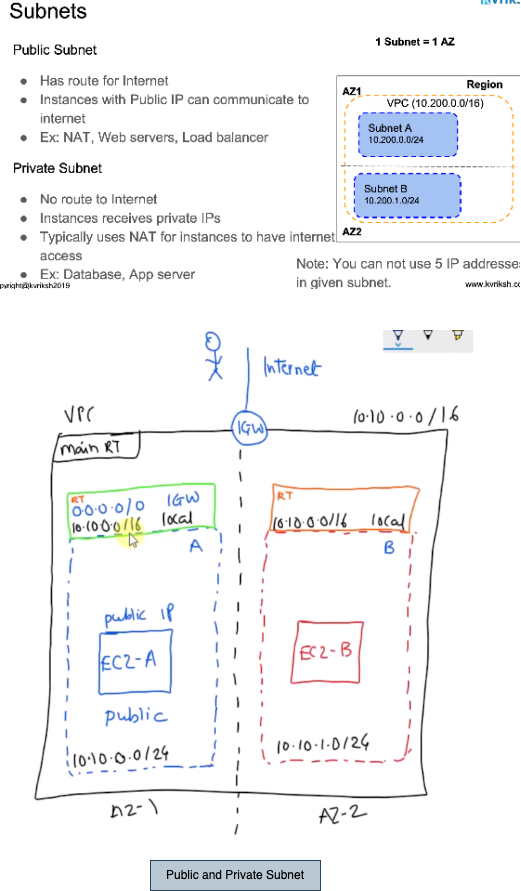 Subnets
Public Subnet
● Has route for Internet
● Instances with Public IP can communicate to
internet
● Ex: NAT, Web servers, Load balancer
Private Subnet
● No route to Internet
● Instances receives private IPs
● Typically uses NAT for instances to have internet
access
● Ex: Database, App server
pyright@kvriksh2019
1 Subnet = 1 AZ
Region
AZ1
VPC (10.200.0.0/16)
Subnet A
10.200.0.0/24
Subnet B
10.200.1.0/24
AZ2
Note: You can not use 5 IP addresses
in given subnet.
www.kvriksh.co
Internet
VPC
IGW
10.10.0.0/16
main RT
RT
0.0.0.0/0 IGW
10.10.0.0/16 local
A
public IP
EC2-A
public
10.10.0.0/24
RT
10.10.0.0/16 local
B
EC2-B
10.10.1.0/24
AZ-1
AZ-2
Public and Private Subnet